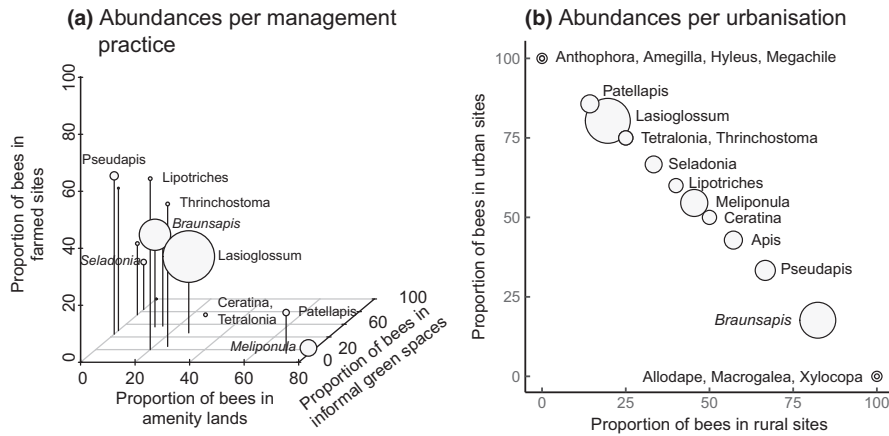 (a) Abundances per management
practice
100
80
60
40
20
0
Proportion of bees in
farmed sites
Pseudapis
Lipotriches
Thrinchostoma
Braunsapis
Seladonia
Lasioglossum
Ceratina,
Tetralonia
Patellapis
Meliponula
0 20 40 60 80
Proportion of bees in
amenity lands
0
20
60
100
Proportion of bees in
informal green spaces
(b) Abundances per urbanisation
100
75
50
25
0
Proportion of bees in urban sites
Anthophora, Amegilla, Hyleus, Megachile
Patellapis
Lasioglossum
Tetralonia, Thrinchostoma
Seladonia
Lipotriches
Meliponula
Ceratina
Apis
Pseudapis
Braunsapis
Allodape, Macrogalea, Xylocopa
0 25 50 75 100
Proportion of bees in rural sites